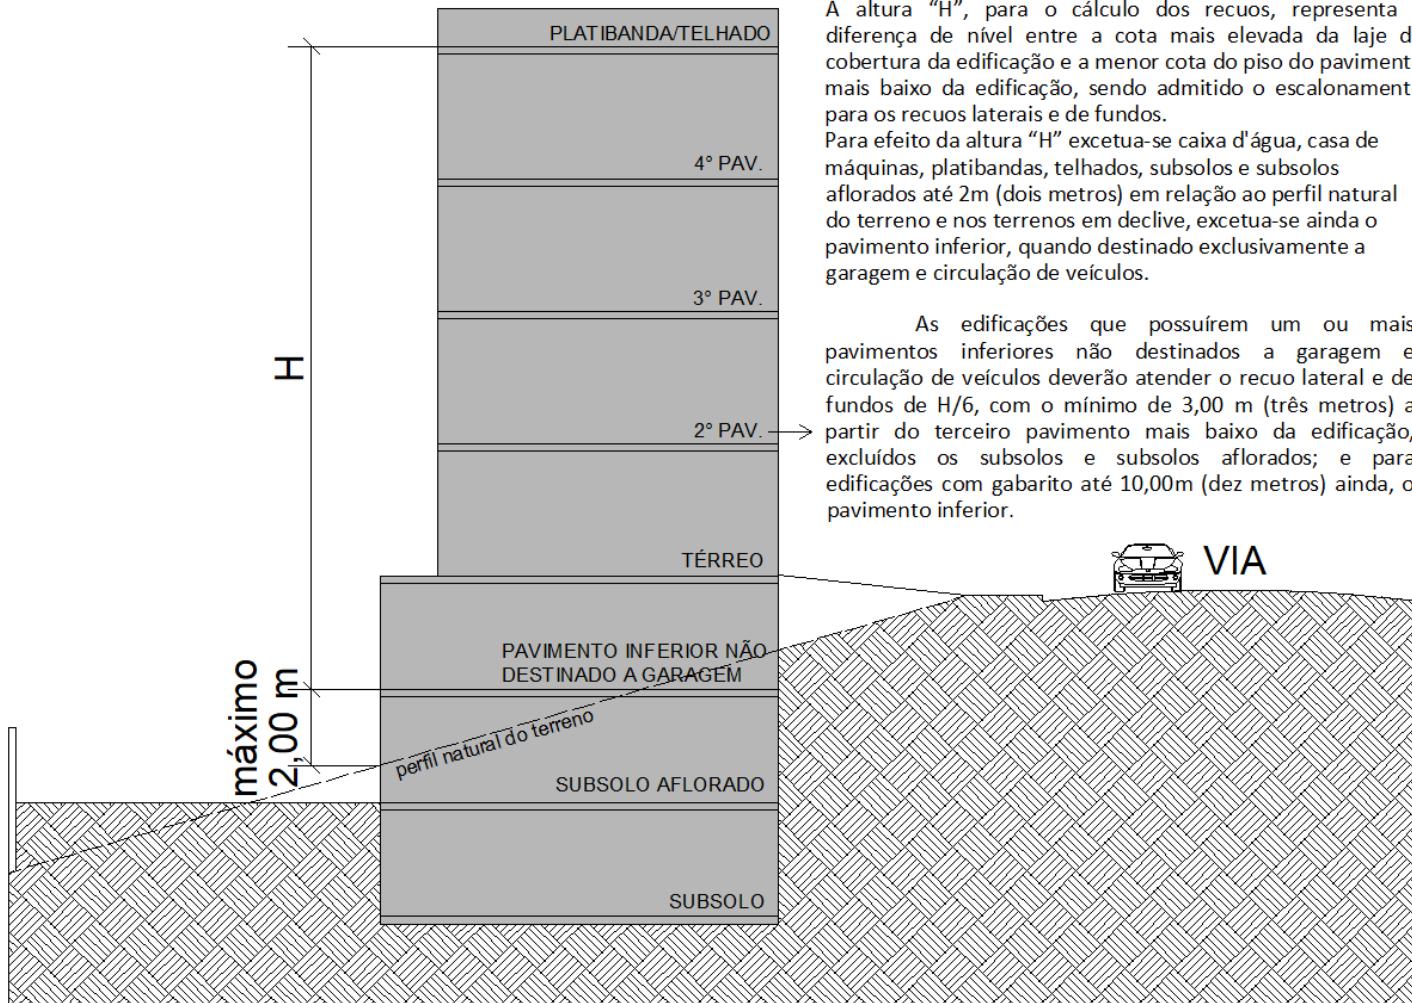 A altura “H”, para o cálculo dos recuos, representa
diferença de nível entre a cota mais elevada da laje d
cobertura da edificação e a menor cota do piso do paviment
mais baixo da edificação, sendo admitido o escalonament
para os recuos laterais e de fundos.
Para efeito da altura “H” excetua-se caixa d'água, casa de
máquinas, platibandas, telhados, subsolos e subsolos
aflorados até 2m (dois metros) em relação ao perfil natural
do terreno e nos terrenos em declive, excetua-se ainda o
pavimento inferior, quando destinado exclusivamente a
garagem e circulação de veículos.
As edificações que possuírem um ou mais
pavimentos inferiores não destinados a garagem e
circulação de veículos deverão atender o recuo lateral e de
fundos de H/6, com o mínimo de 3,00 m (três metros) a
partir do terceiro pavimento mais baixo da edificação,
excluídos os subsolos e subsolos aflorados; e para
edificações com gabarito até 10,00m (dez metros) ainda, o
pavimento inferior.
PLATIBANDA/TELHADO
4° PAV.
3° PAV.
H
2° PAV.
TÉRREO
VIA
PAVIMENTO INFERIOR NÃO
DESTINADO A GARAGEM
máximo
2,00 m
perfil natural do terreno
SUBSOLO AFLORADO
SUBSOLO